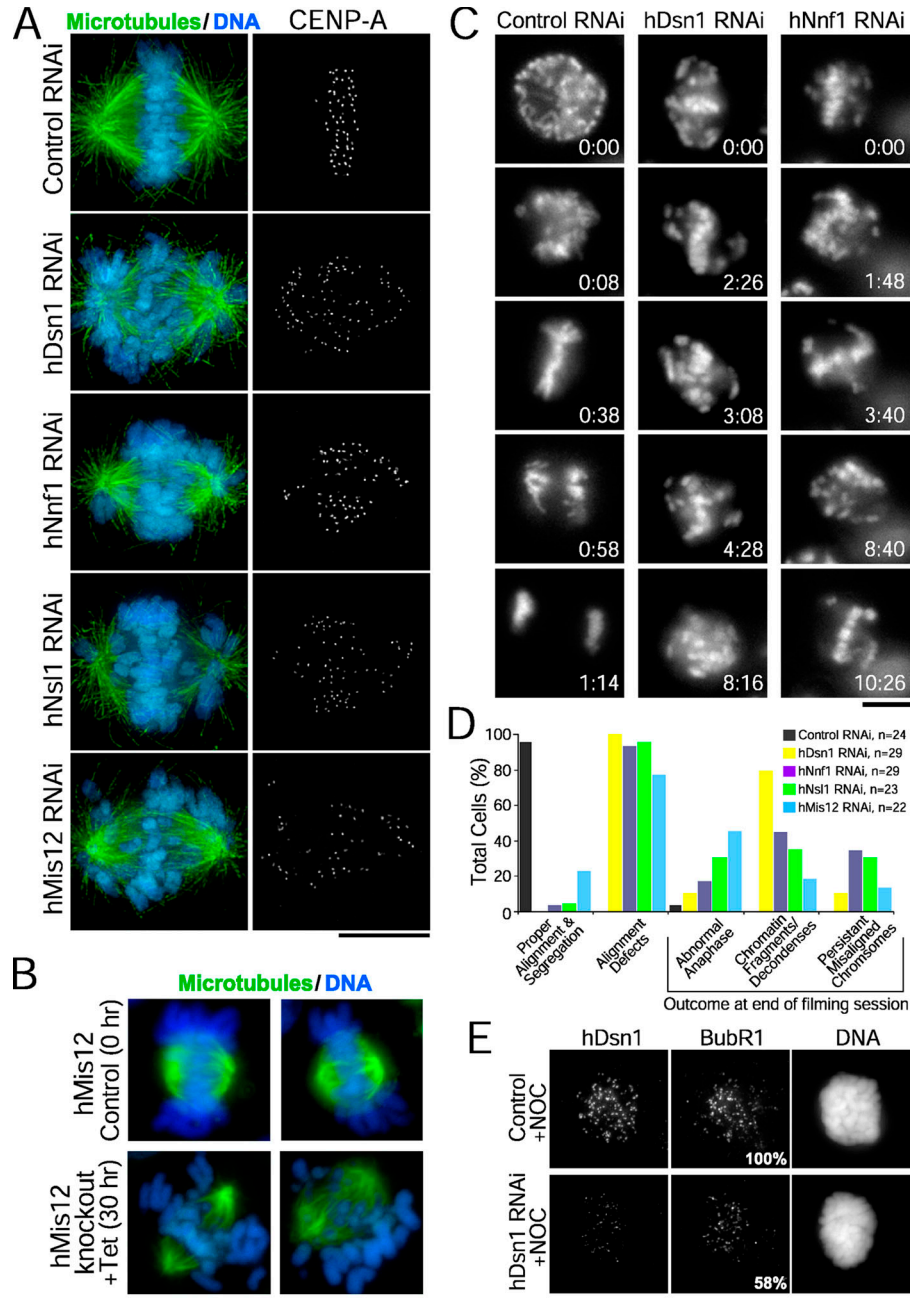 A
Microtubules/DNA
CENP-A
Control RNAi
hDsn1 RNAi
hNnf1 RNAi
hNsl1 RNAi
hMis12 RNAi
B
Microtubules/DNA
hMis12
Control (0 hr)
hMis12
knockout
+Tet (30 hr)
C
Control RNAi
hDsn1 RNAi
hNnf1 RNAi
0:00
0:00
0:00
0:08
2:26
1:48
0:38
3:08
3:40
0:58
4:28
8:40
1:14
8:16
10:26
D
Total Cells (%)
100
80
60
40
20
0
Control RNAi, n=24
hDsn1 RNAi, n=29
hNnf1 RNAi, n=29
hNsl1 RNAi, n=23
hMis12 RNAi, n=22
Proper
Alignment &
Segregation
Alignment
Defects
Abnormal
Anaphase
Chromatin
Fragments/
Decondenses
Persistant
Misaligned
Chromsomes
Outcome at end of filming session
E
hDsn1
BubR1
DNA
Control
+NOC
100%
hDsn1 RNAi
+NOC
58%